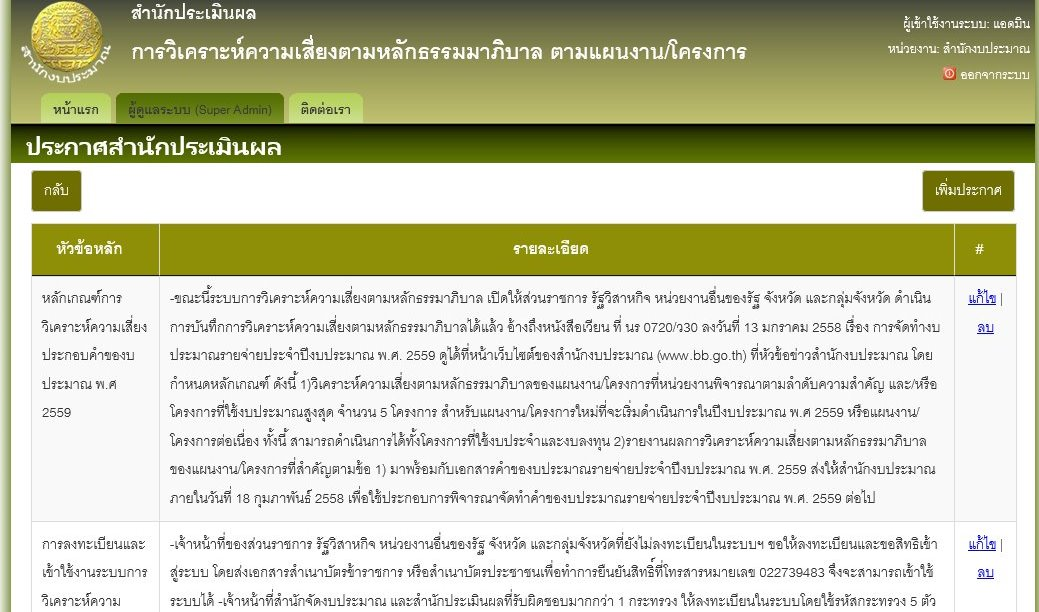 สำนักประเมินผล
การวิเคราะห์ความเสี่ยงตามหลักธรรมมาภิบาล ตามแผนงาน/โครงการ
ผู้เข้าใช้งานระบบ: แอดมิน
หน่วยงาน: สำนักงบประมาณ
ออกจากระบบ
สำนักงบประมาณ
หน้าแรก ผู้ดูแลระบบ (Super Admin) ติดต่อเรา
ประกาศสำนักประเมินผล
กลับ เพิ่มประกาศ
หัวข้อหลัก รายละเอียด #
หลักเกณฑ์การ
วิเคราะห์ความเสี่ยง
ประกอบคำของบ
ประมาณ พ.ศ
2559
-ขณะนี้ระบบการวิเคราะห์ความเสี่ยงตามหลักธรรมาภิบาล เปิดให้ส่วนราชการ รัฐวิสาหกิจ หน่วยงานอื่นของรัฐ จังหวัด และกลุ่มจังหวัด ดำเนิน
การบันทึกการวิเคราะห์ความเสี่ยงตามหลักธรรมาภิบาลได้แล้ว อ้างถึงหนังสือเวียน ที่ นร 0720/ว30 ลงวันที่ 13 มกราคม 2558 เรื่อง การจัดทำงบ
ประมาณรายจ่ายประจำปีงบประมาณ พ.ศ. 2559 ดูได้ที่หน้าเว็บไซต์ของสำนักงบประมาณ (www.bb.go.th) ที่หัวข้อข่าวสำนักงบประมาณ โดย
กำหนดหลักเกณฑ์ ดังนี้ 1)วิเคราะห์ความเสี่ยงตามหลักธรรมาภิบาลของแผนงาน/โครงการที่หน่วยงานพิจารณาตามลำดับความสำคัญ และ/หรือ
โครงการที่ใช้งบประมาณสูงสุด จำนวน 5 โครงการ สำหรับแผนงาน/โครงการใหม่ที่จะเริ่มดำเนินการในปีงบประมาณ พ.ศ 2559 หรือแผนงาน/
โครงการต่อเนื่อง ทั้งนี้ สามารถดำเนินการได้ทั้งโครงการที่ใช้งบประจำและงบลงทุน 2)รายงานผลการวิเคราะห์ความเสี่ยงตามหลักธรรมาภิบาล
ของแผนงาน/โครงการที่สำคัญตามข้อ 1) มาพร้อมกับเอกสารคำของบประมาณรายจ่ายประจำปีงบประมาณ พ.ศ. 2559 ส่งให้สำนักงบประมาณ
ภายในวันที่ 18 กุมภาพันธ์ 2558 เพื่อใช้ประกอบการพิจารณาจัดทำคำของบประมาณรายจ่ายประจำปีงบประมาณ พ.ศ. 2559 ต่อไป
แก้ไข |
ลบ
การลงทะเบียนและ
เข้าใช้งานระบบการ
วิเคราะห์ความ
-เจ้าหน้าที่ของส่วนราชการ รัฐวิสาหกิจ หน่วยงานอื่นของรัฐ จังหวัด และกลุ่มจังหวัดที่ยังไม่ลงทะเบียนในระบบฯ ขอให้ลงทะเบียนและขอสิทธิเข้า
สู่ระบบ โดยส่งเอกสารสำเนาบัตรข้าราชการ หรือสำเนาบัตรประชาชนเพื่อทำการยืนยันสิทธิ์ที่โทรสารหมายเลข 022739483 จึงจะสามารถเข้าใช้
ระบบได้ -เจ้าหน้าที่สำนักจัดงบประมาณ และสำนักประเมินผลที่รับผิดชอบมากกว่า 1 กระทรวง ให้ลงทะเบียนในระบบโดยใช้รหัสกระทรวง 5 ตัว
แก้ไข |
ลบ